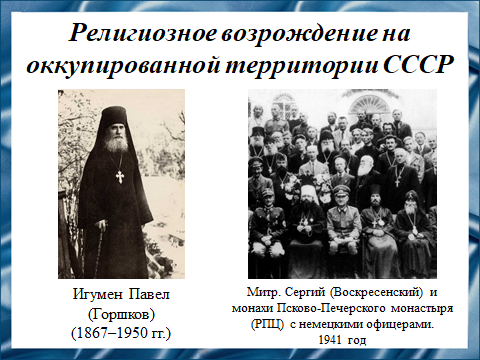 Религиозное возрождение на
оккупированной территории СССР
Игумен Павел
(Горшков)
(1867–1950 гг.)
Митр. Сергий (Воскресенский) и
монахи Псково-Печерского монастыря
(РПЦ) с немецкими офицерами.
1941 год